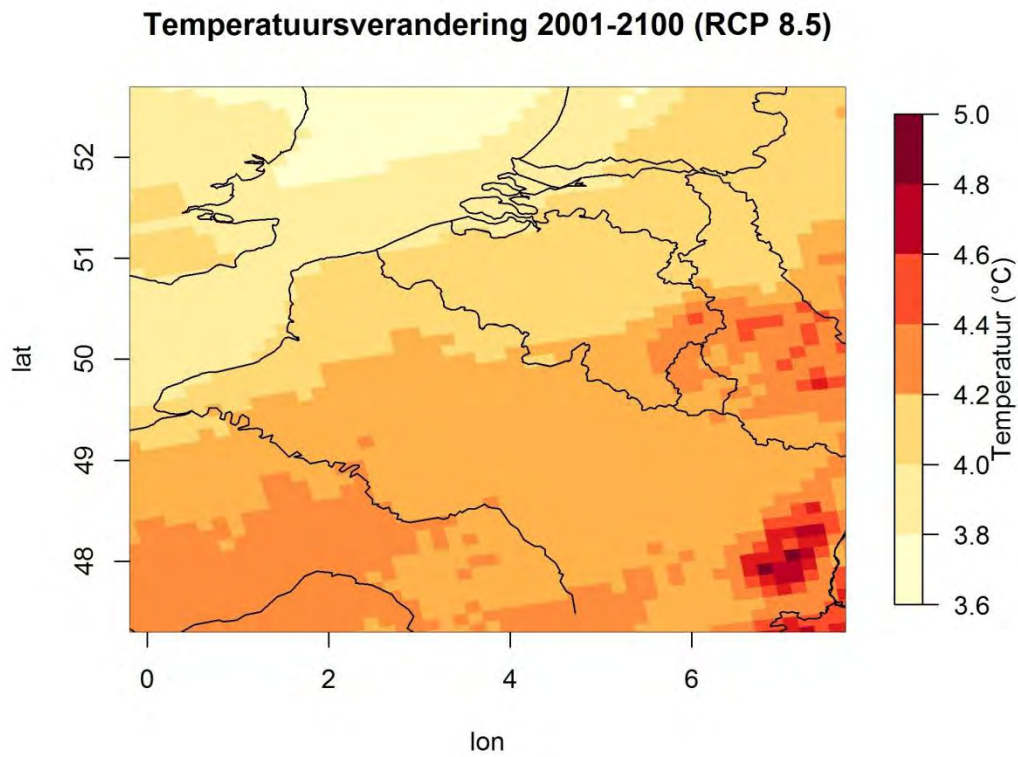 Temperatuursverandering 2001-2100 (RCP 8.5)
lat
52
51
50
49
48
0 2 4 6
lon
5.0
4.8
4.6
4.4
4.2
4.0
3.8
3.6
Temperatuur (°C)